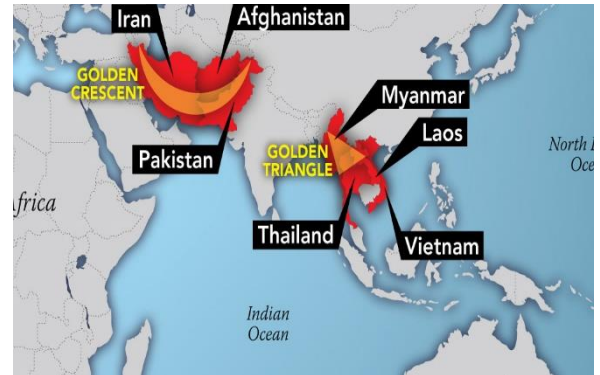 Iran
Afghanistan
GOLDEN
CRESCENT
Pakistan
Myanmar
Laos
GOLDEN
TRIANGLE
Thailand
Vietnam
frica
Indian
Ocean
North
Oce